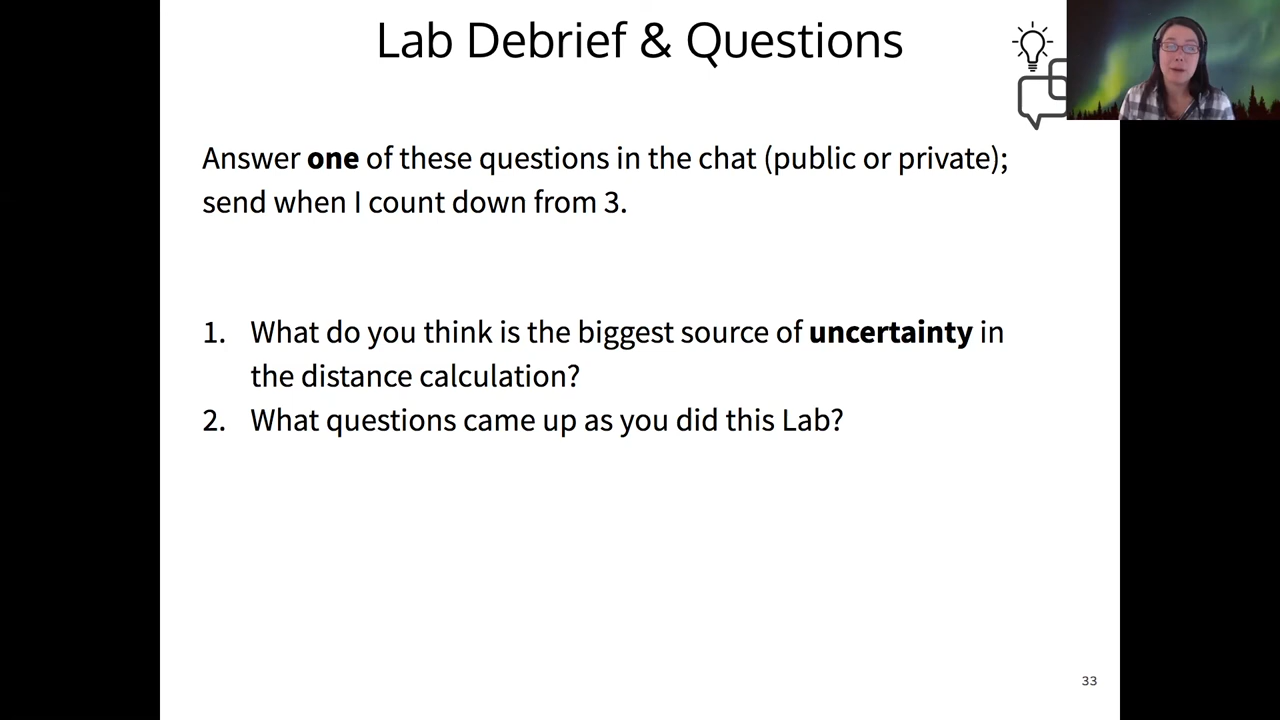 Lab Debrief & Questions
Answer one of these questions in the chat (public or private);
send when I count down from 3.
1. What do you think is the biggest source of uncertainty in
the distance calculation?
2. What questions came up as you did this Lab?
33